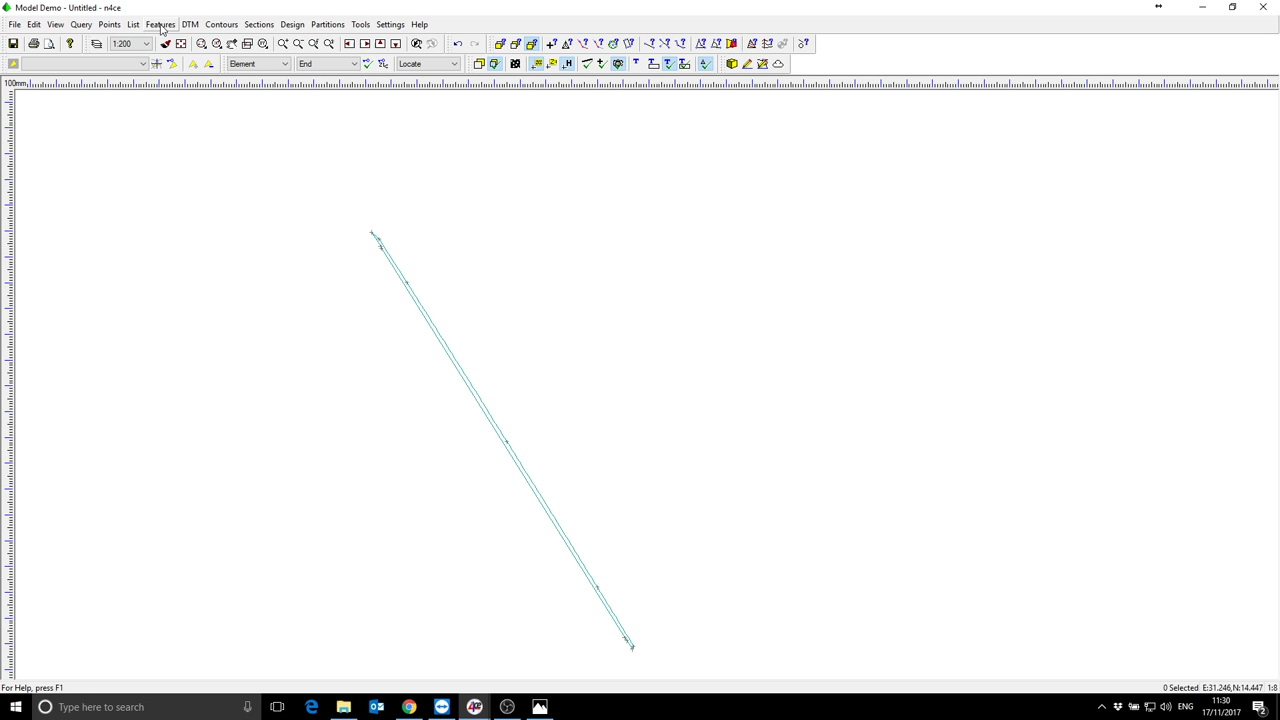 Model Demo - Untitled - n4ce
File Edit View Query Points List Features DTM Contours Sections Design Partitions Tools Settings Help
1:200
Element End Locate
100mm
For Help, press F1
0 Selected E:31.246,N:14.447 1:8
Type here to search
ENG
11:30
17/11/2017